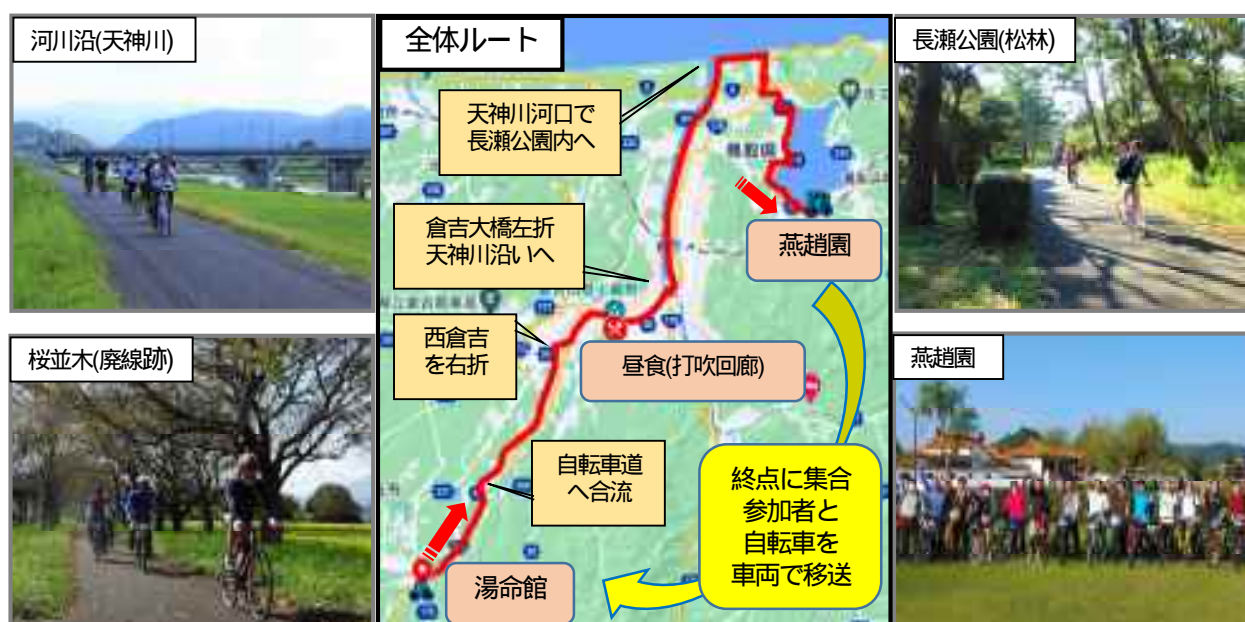 河川沿(天神川)
全体ルート
長瀬公園(松林)
天神川河口で
長瀬公園内へ
倉吉大橋左折
天神川沿いへ
燕趙園
西倉吉
を右折
昼食(打吹回廊)
桜並木(廃線跡)
燕趙園
自転車道
へ合流
終点に集合
参加者と
自転車を
車両で移送
湯命館